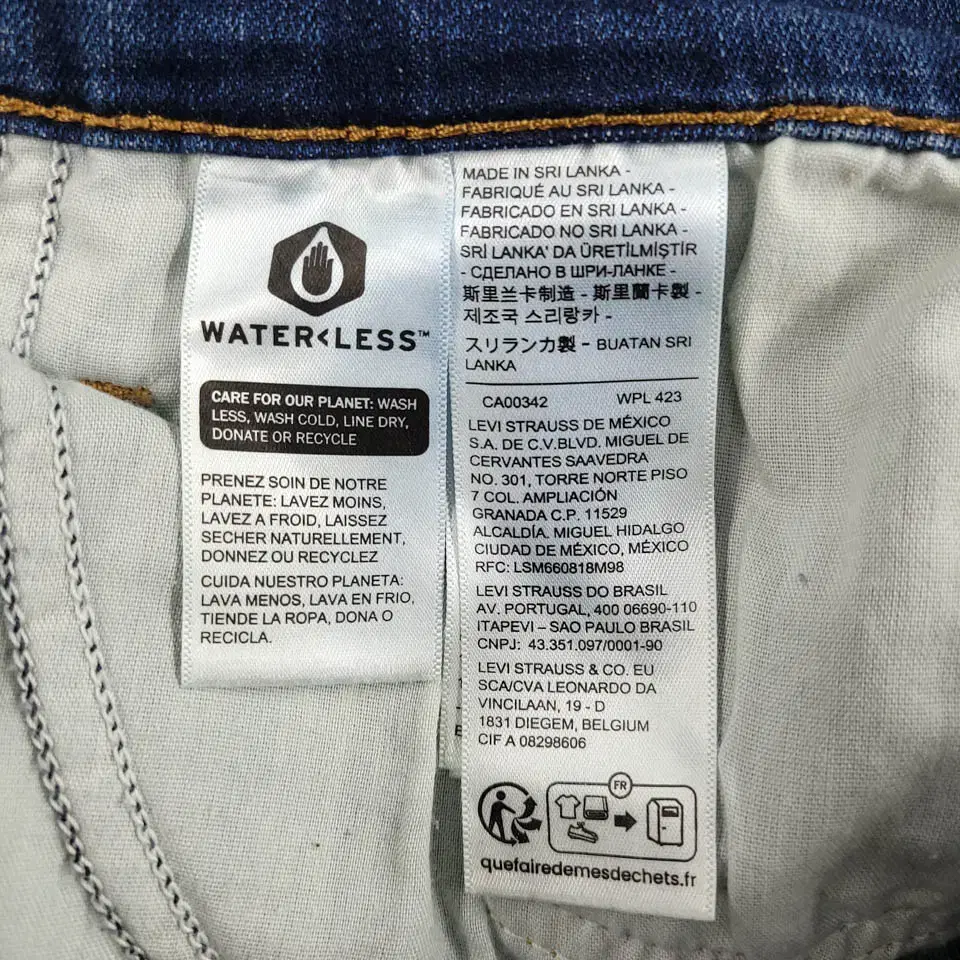 WATER<LESS™
CARE FOR OUR PLANET: WASH
LESS, WASH COLD, LINE DRY,
DONATE OR RECYCLE
PRENEZ SOIN DE NOTRE
PLANETE: LAVEZ MOINS,
LAVEZ A FROID, LAISSEZ
SECHER NATURELLEMENT,
DONNEZ OU RECYCLEZ
CUIDA NUESTRO PLANETA:
LAVA MENOS, LAVA EN FRIO,
TIENDE LA ROPA, DONA O
RECICLA.
MADE IN SRI LANKA -
FABRIQUÉ AU SRI LANKA -
FABRICADO EN SRI LANKA -
FABRICADO NO SRI LANKA -
SRİ LANKA' DA ÜRETİLMİŞTİR
- СДЕЛАНО В ШРИ-ЛАНКЕ -
斯里兰卡制造 - 斯里蘭卡製 -
제조국 스리랑카 -
スリランカ製 - BUATAN SRI
LANKA
CA00342 WPL 423
LEVI STRAUSS DE MÉXICO
S.A. DE C.V.BLVD. MIGUEL DE
CERVANTES SAAVEDRA
NO. 301, TORRE NORTE PISO
7 COL. AMPLIACIÓN
GRANADA C.P. 11529
ALCALDÍA. MIGUEL HIDALGO
CIUDAD DE MÉXICO, MÉXICO
RFC: LSM660818M98
LEVI STRAUSS DO BRASIL
AV. PORTUGAL, 400 06690-110
ITAPEVI – SAO PAULO BRASIL
CNPJ: 43.351.097/0001-90
LEVI STRAUSS & CO. EU
SCA/CVA LEONARDO DA
VINCILAAN, 19 - D
1831 DIEGEM, BELGIUM
CIF A 08298606
FR
quefairedemesdechets.fr